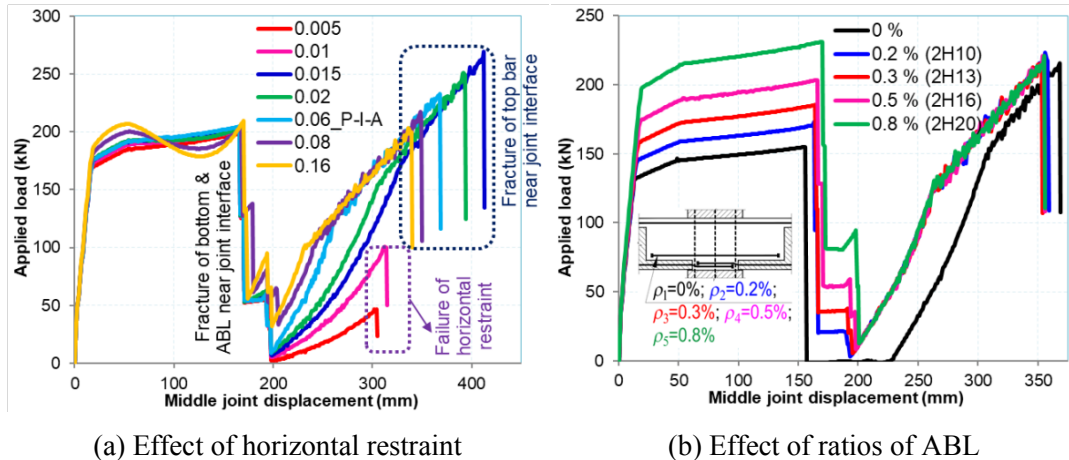 300
250
200
150
100
50
0
Applied load (kN)
0
100
200
300
400
Middle joint displacement (mm)
0.005
0.01
0.015
0.02
0.06_P-I-A
0.08
0.16
Fracture of bottom &
ABL near joint interface
Fracture of top bar
near joint interface
Failure of
horizontal
restraint
(a) Effect of horizontal restraint
250
200
150
100
50
0
Applied load (kN)
0
50
100
150
200
250
300
350
Middle joint displacement (mm)
0 %
0.2 % (2H10)
0.3 % (2H13)
0.5 % (2H16)
0.8 % (2H20)
ρ1=0%; ρ2=0.2%;
ρ3=0.3%; ρ4=0.5%;
ρ5=0.8%
(b) Effect of ratios of ABL